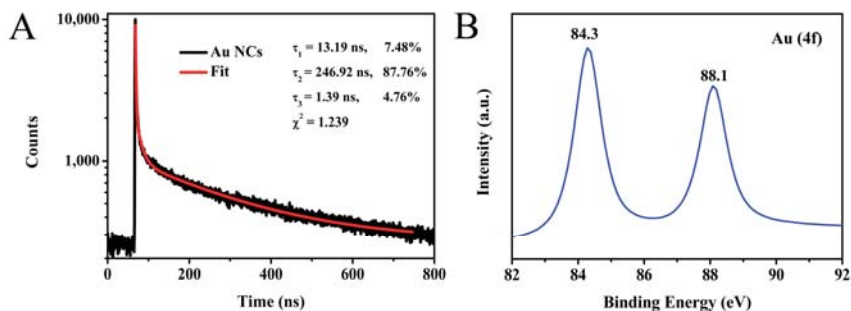 A
10,000
1,000
Counts
0 200 400 600 800
Time (ns)
Au NCs
Fit
τ₁ = 13.19 ns, 7.48%
τ₂ = 246.92 ns, 87.76%
τ₃ = 1.39 ns, 4.76%
χ² = 1.239
B
Au (4f)
84.3
88.1
Intensity (a.u.)
82 84 86 88 90 92
Binding Energy (eV)